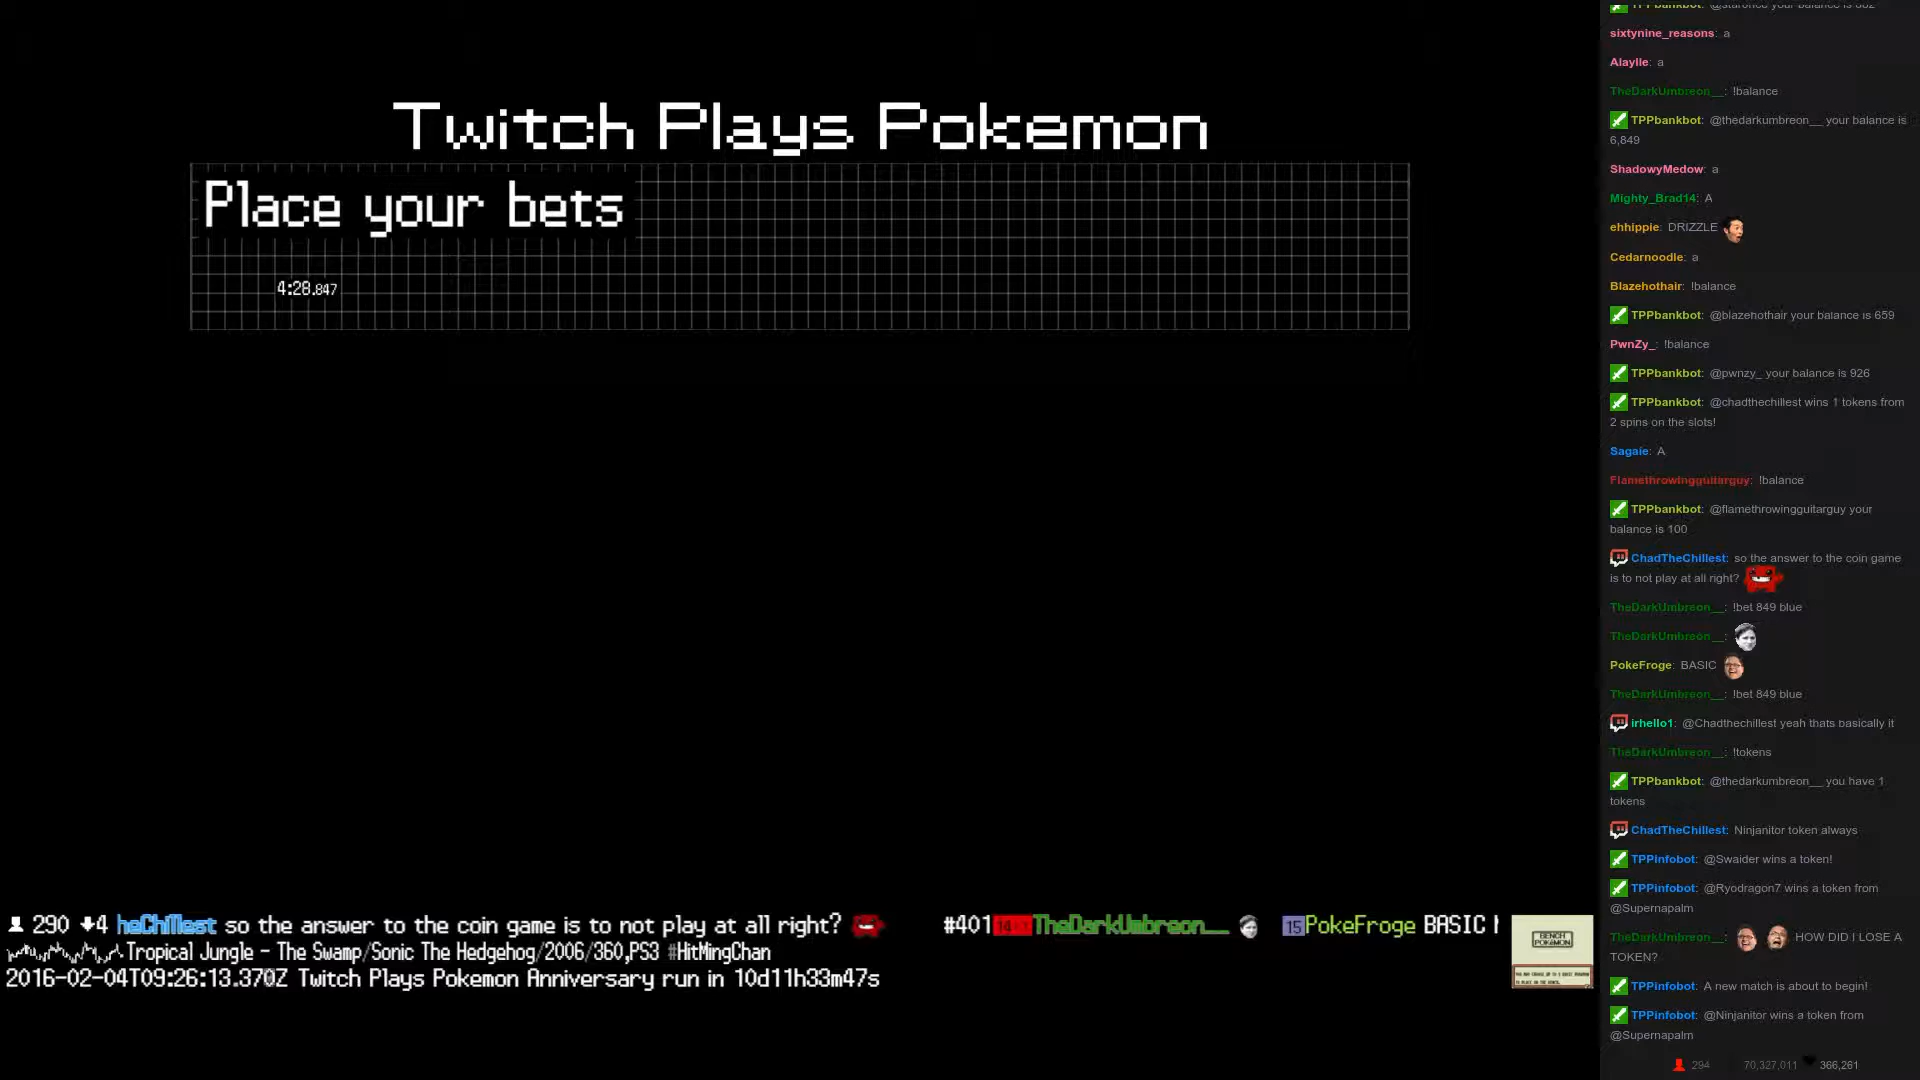 Twitch Plays Pokemon
Place your bets
4:28.847
290 4 heChillest so the answer to the coin game is to not play at all right? #401 14 TheDarkUmbreon__ 15 PokeFroge BASIC
Tropical Jungle - The Swamp/Sonic The Hedgehog/2006/360,PS3 #HitMingChan
2016-02-04T09:26:13.370Z Twitch Plays Pokemon Anniversary run in 10d11h33m47s
BENCH
POKéMON
TPPbankbot: @staronce your balance is 382
sixtynine_reasons: a
Alaylie: a
TheDarkUmbreon__: !balance
TPPbankbot: @thedarkumbreon__ your balance is
6,849
ShadowyMedow: a
Mighty_Brad14: A
ehhippie: DRIZZLE
Cedarnoodle: a
Blazehothair: !balance
TPPbankbot: @blazehothair your balance is 659
PwnZy_: !balance
TPPbankbot: @pwnzy_ your balance is 926
TPPbankbot: @chadthechillest wins 1 tokens from
2 spins on the slots!
Sagaie: A
Flamethrowingguitarguy: !balance
TPPbankbot: @flamethrowingguitarguy your
balance is 100
ChadTheChillest: so the answer to the coin game
is to not play at all right?
TheDarkUmbreon__: !bet 849 blue
TheDarkUmbreon__:
PokeFroge: BASIC
TheDarkUmbreon__: !bet 849 blue
irhello1: @Chadthechillest yeah thats basically it
TheDarkUmbreon__: !tokens
TPPbankbot: @thedarkumbreon__ you have 1
tokens
ChadTheChillest: Ninjanitor token always
TPPinfobot: @Swaider wins a token!
TPPinfobot: @Ryodragon7 wins a token from
@Supernapalm
TheDarkUmbreon__: HOW DID I LOSE A
TOKEN?
TPPinfobot: A new match is about to begin!
TPPinfobot: @Ninjanitor wins a token from
@Supernapalm
294 70,327,011 366,261